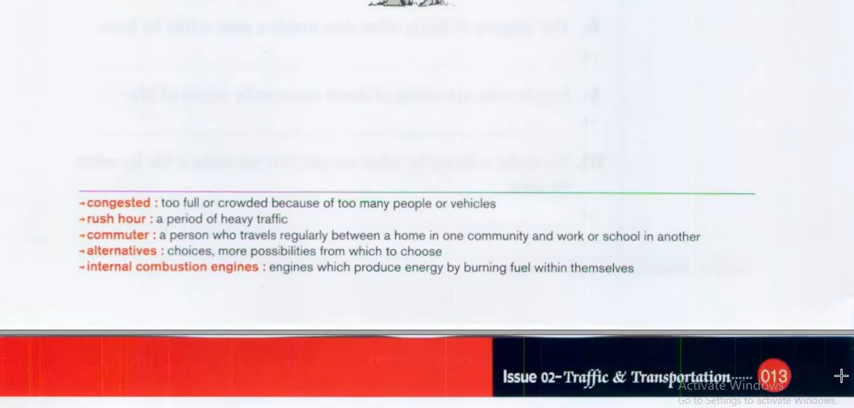 →congested : too full or crowded because of too many people or vehicles
→rush hour : a period of heavy traffic
→commuter : a person who travels regularly between a home in one community and work or school in another
→alternatives : choices, more possibilities from which to choose
→internal combustion engines : engines which produce energy by burning fuel within themselves
Issue 02-Traffic & Transportation······ 013
Activate Windows
Go to Settings to activate Windows.